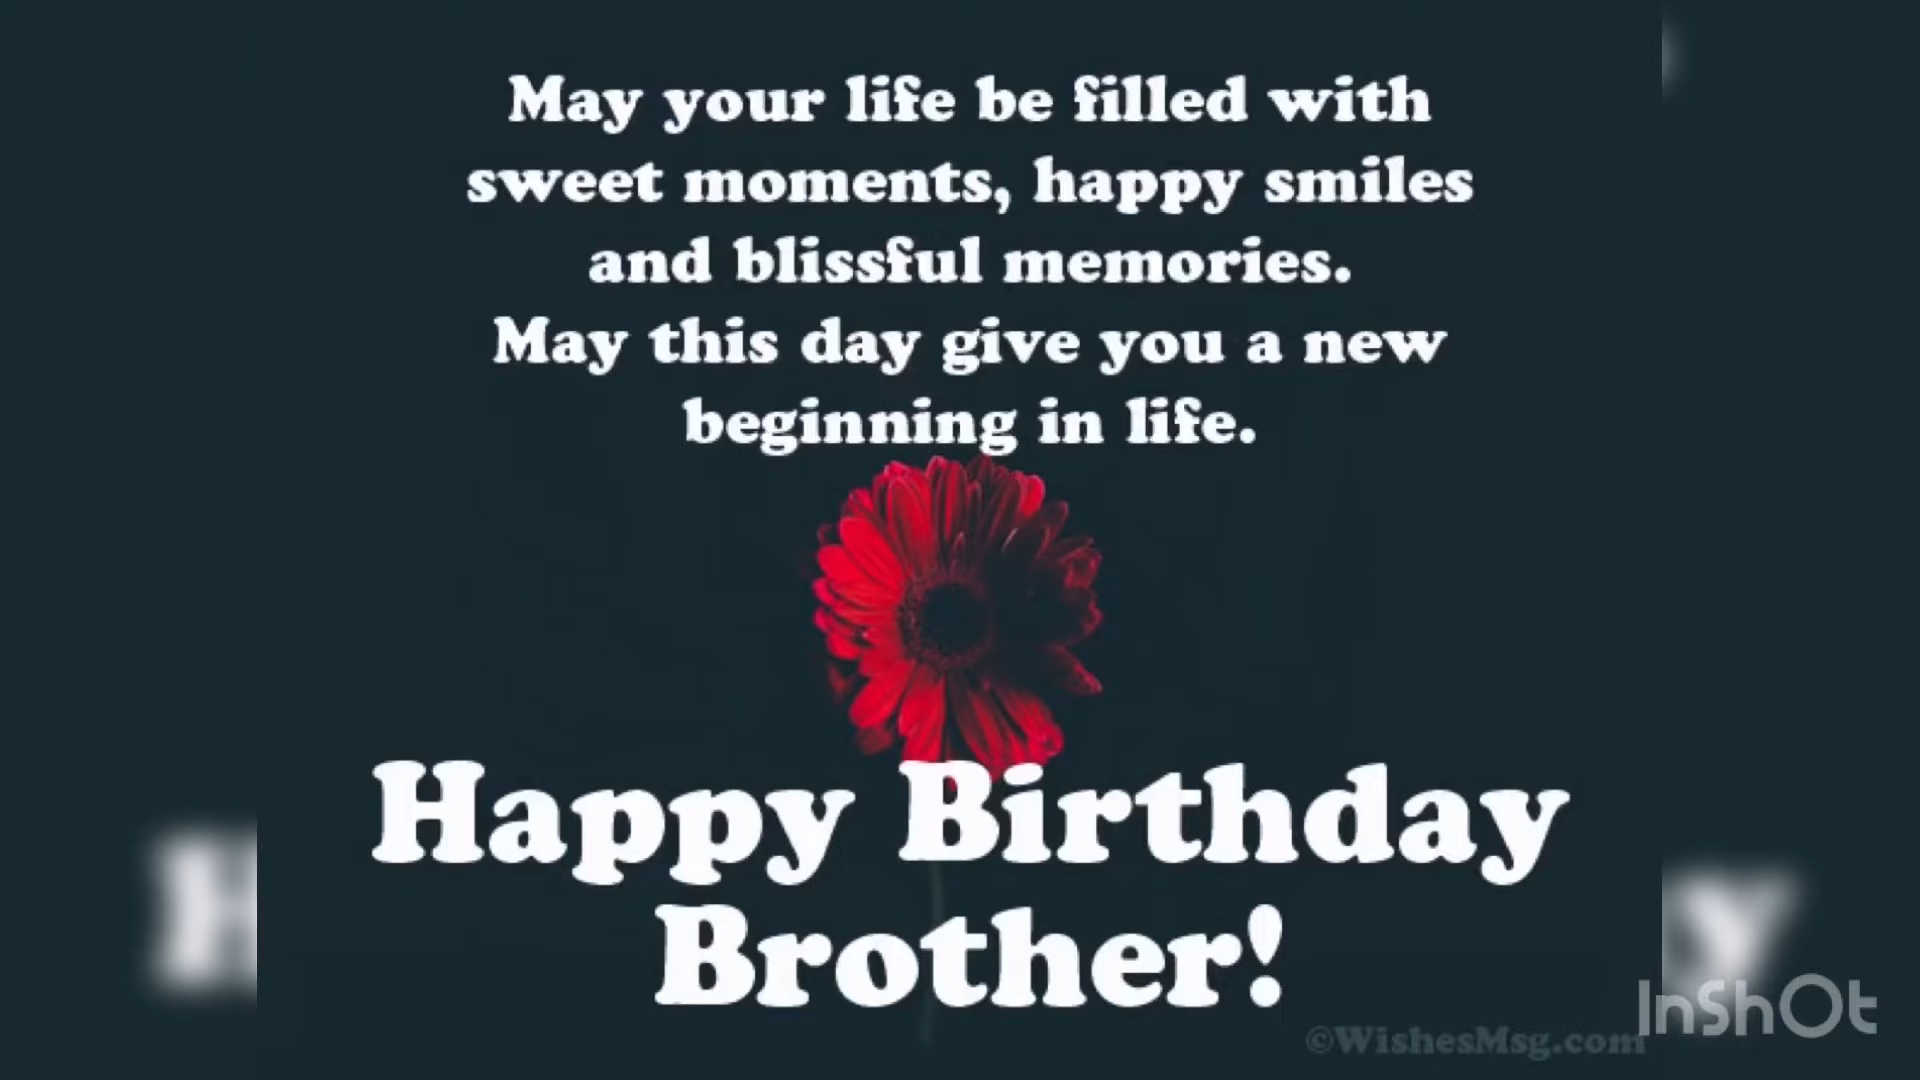 May your life be filled with
sweet moments, happy smiles
and blissful memories.
May this day give you a new
beginning in life.
Happy Birthday
Brother!
©WishesMsg.com
InShOt